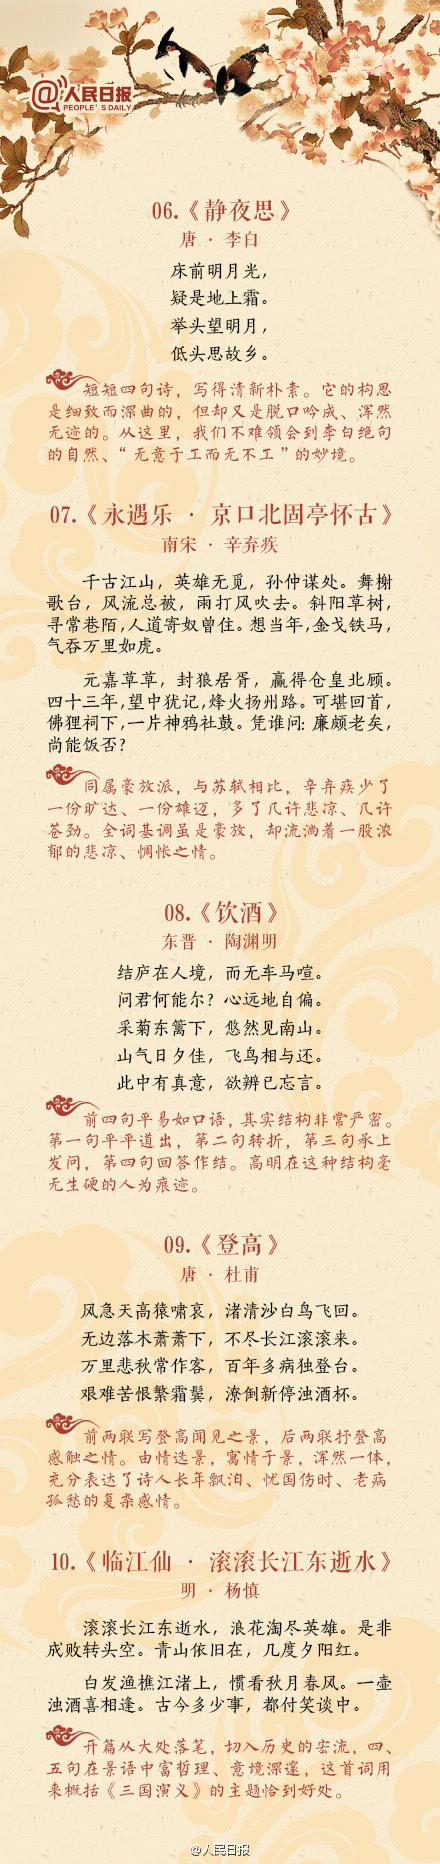 @人民日报
PEOPLE'S DAILY
06.《静夜思》
唐 · 李白
床前明月光，
疑是地上霜。
举头望明月，
低头思故乡。
短短四句诗，写得清新朴素。它的构思
是细致而深曲的，但却又是脱口吟成、浑然
无迹的。从这里，我们不难领会到李白绝句
的自然、“无意于工而无不工”的妙境。
07.《永遇乐 · 京口北固亭怀古》
南宋 · 辛弃疾
千古江山，英雄无觅，孙仲谋处。舞榭
歌台，风流总被，雨打风吹去。斜阳草树，
寻常巷陌，人道寄奴曾住。想当年，金戈铁马，
气吞万里如虎。
元嘉草草，封狼居胥，赢得仓皇北顾。
四十三年，望中犹记，烽火扬州路。可堪回首，
佛狸祠下，一片神鸦社鼓。凭谁问：廉颇老矣，
尚能饭否？
同属豪放派，与苏轼相比，辛弃疾少了
一份旷达、一份雄迈，多了几许悲凉、几许
苍劲。全词基调虽是豪放，却流淌着一股浓
郁的悲凉、惆怅之情。
08.《饮酒》
东晋 · 陶渊明
结庐在人境，而无车马喧。
问君何能尔？心远地自偏。
采菊东篱下，悠然见南山。
山气日夕佳，飞鸟相与还。
此中有真意，欲辨已忘言。
前四句平易如口语，其实结构非常严密。
第一句平平道出，第二句转折，第三句承上
发问，第四句回答作结。高明在这种结构毫
无生硬的人为痕迹。
09.《登高》
唐 · 杜甫
风急天高猿啸哀，渚清沙白鸟飞回。
无边落木萧萧下，不尽长江滚滚来。
万里悲秋常作客，百年多病独登台。
艰难苦恨繁霜鬓，潦倒新停浊酒杯。
前两联写登高闻见之景，后两联抒登高
感触之情。由情选景，寓情于景，浑然一体，
充分表达了诗人长年飘泊、忧国伤时、老病
孤愁的复杂感情。
10.《临江仙 · 滚滚长江东逝水》
明 · 杨慎
滚滚长江东逝水，浪花淘尽英雄。是非
成败转头空。青山依旧在，几度夕阳红。
白发渔樵江渚上，惯看秋月春风。一壶
浊酒喜相逢。古今多少事，都付笑谈中。
开篇从大处落笔，切入历史的宏流，四、
五句在景语中富哲理、意境深邃，这首词用
来概括《三国演义》的主题恰到好处。
@人民日报